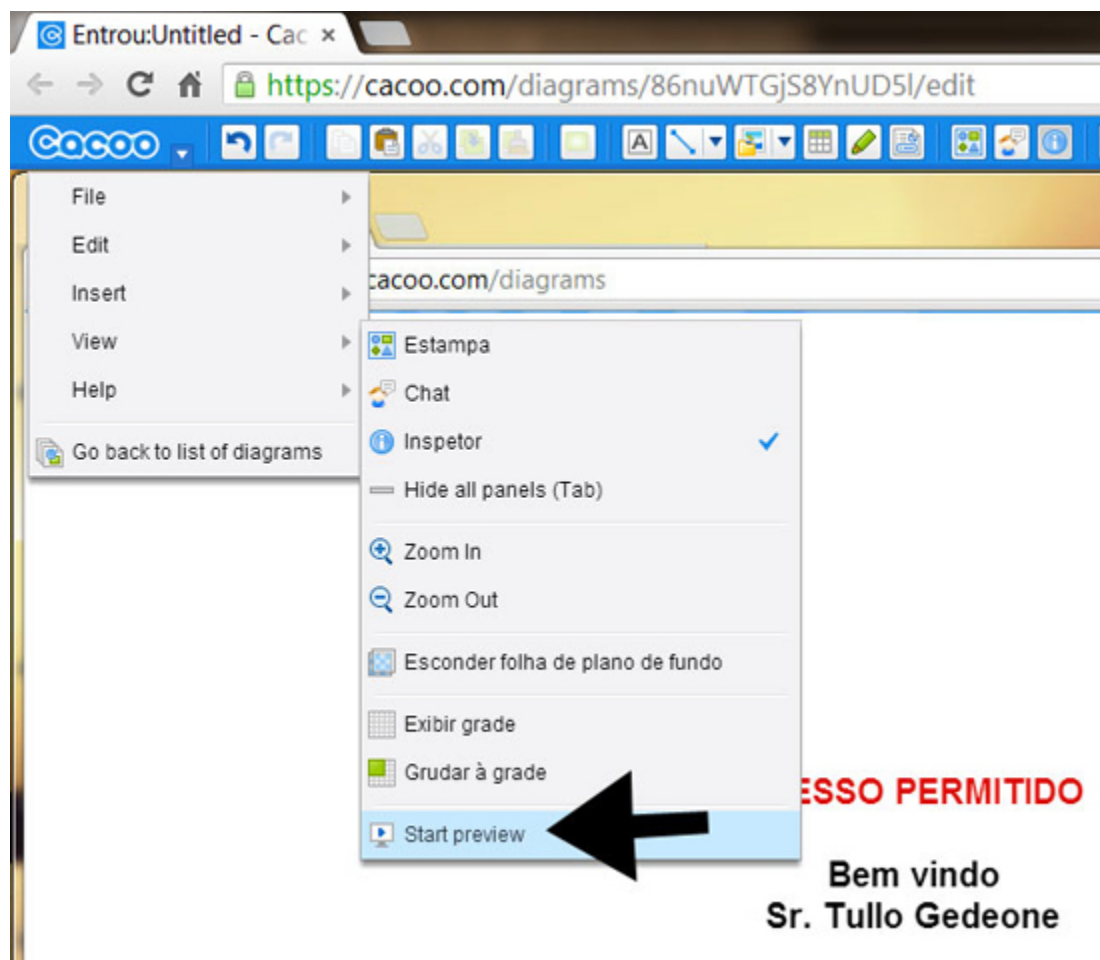 Entrou:Untitled - Cac ×
https://cacoo.com/diagrams/86nuWTGjS8YnUD5l/edit
Cacoo
File
Edit
Insert
View
Help
Go back to list of diagrams
cacoo.com/diagrams
Estampa
Chat
Inspetor
Hide all panels (Tab)
Zoom In
Zoom Out
Esconder folha de plano de fundo
Exibir grade
Grudar à grade
Start preview
ESSO PERMITIDO
Bem vindo
Sr. Tullo Gedeone